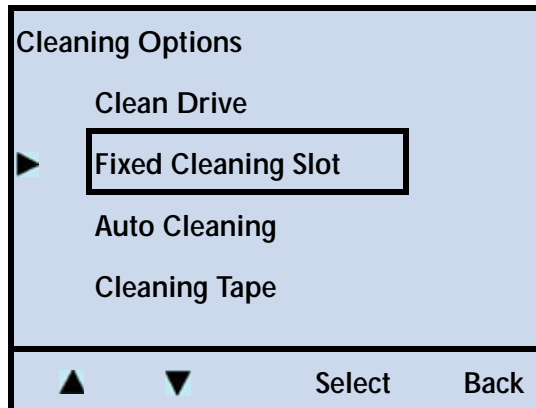 Cleaning Options
Clean Drive
Fixed Cleaning Slot
Auto Cleaning
Cleaning Tape
Select Back